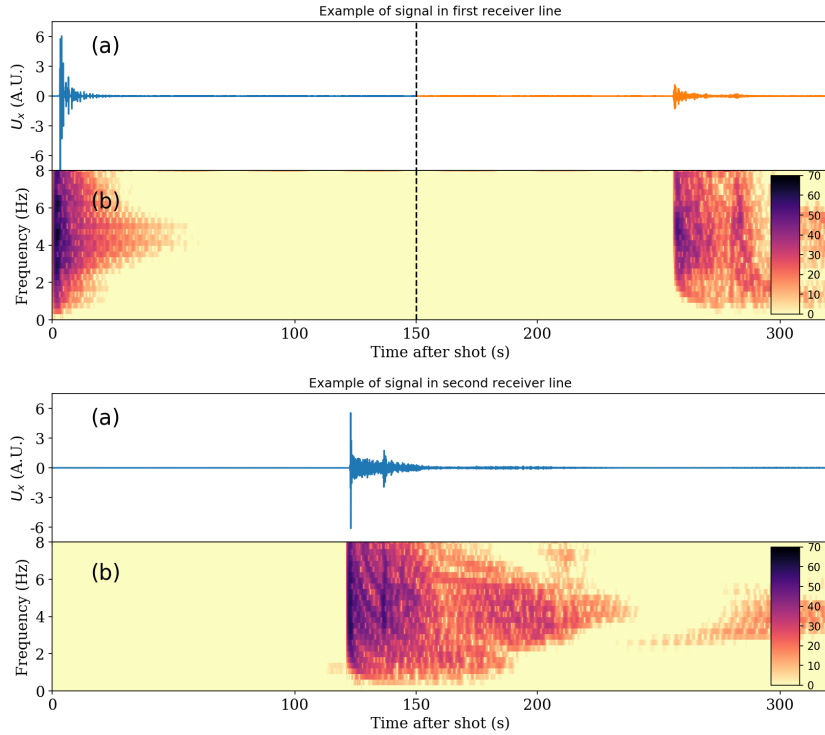 Example of signal in first receiver line
(a)
6
3
0
-3
-6
U_x (A.U.)
(b)
8
6
4
2
0
Frequency (Hz)
70
60
50
40
30
20
10
0
0 100 150 200 300
Time after shot (s)
Example of signal in second receiver line
(a)
6
3
0
-3
-6
U_x (A.U.)
(b)
8
6
4
2
0
Frequency (Hz)
70
60
50
40
30
20
10
0
0 100 150 200 300
Time after shot (s)